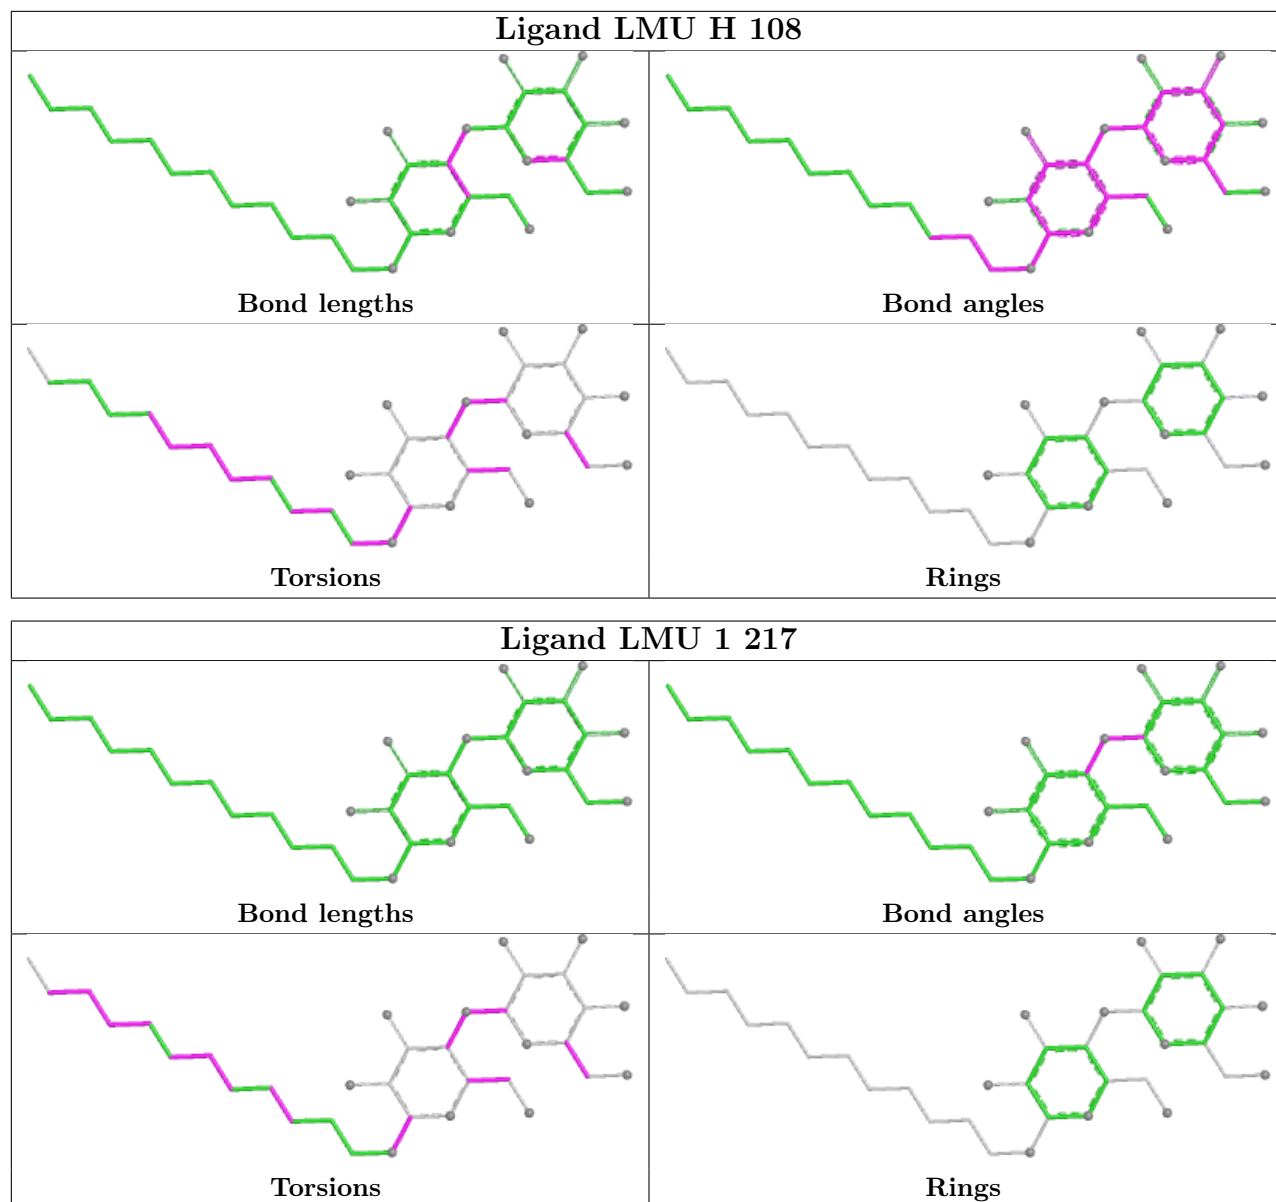 Ligand LMU H 108
Bond lengths
Bond angles
Torsions
Rings
Ligand LMU 1 217
Bond lengths
Bond angles
Torsions
Rings